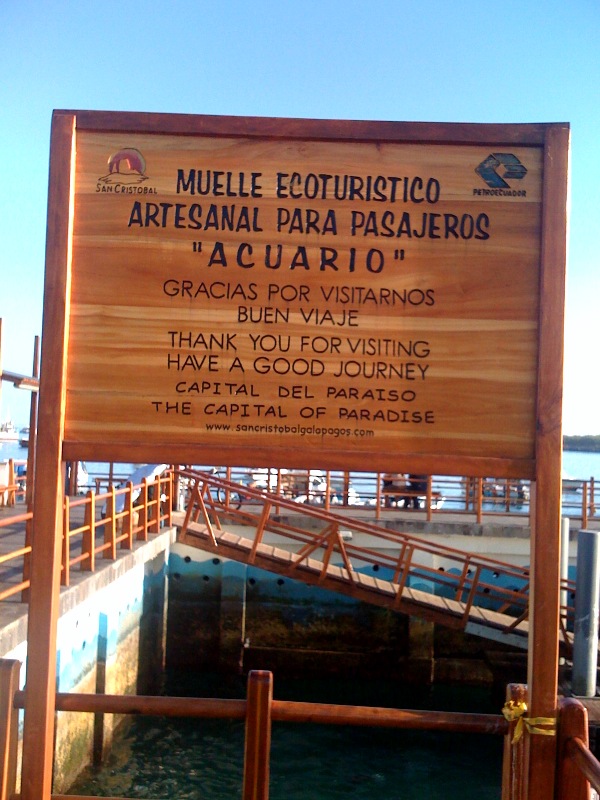 SAN CRISTOBAL
PETROECUADOR
MUELLE ECOTURISTICO
ARTESANAL PARA PASAJEROS
"ACUARIO"
GRACIAS POR VISITARNOS
BUEN VIAJE
THANK YOU FOR VISITING
HAVE A GOOD JOURNEY
CAPITAL DEL PARAISO
THE CAPITAL OF PARADISE
www.sancristobalgalapagos.com